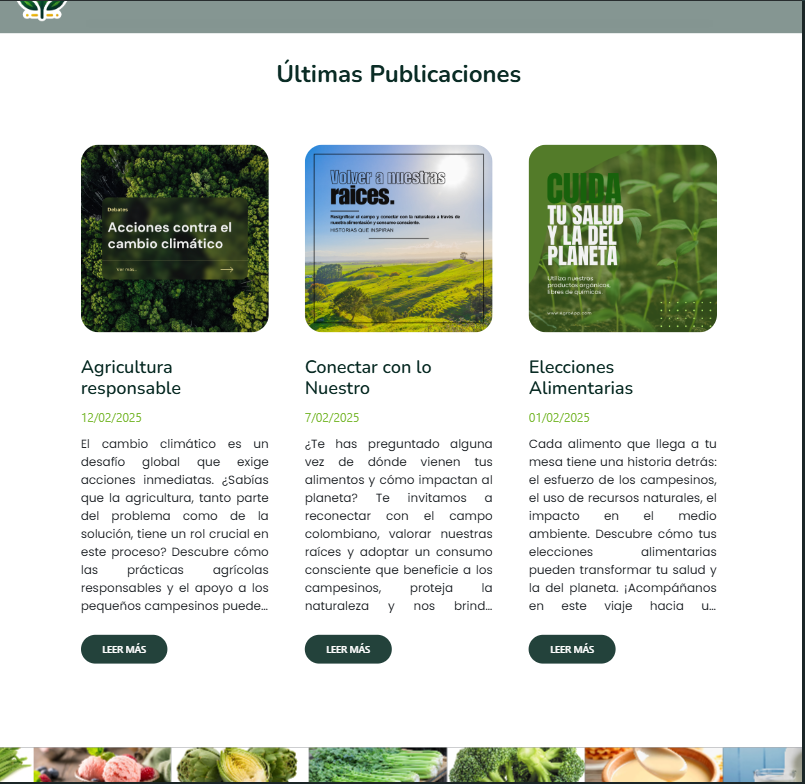 Últimas Publicaciones
Debates
Acciones contra el
cambio climático
Ver más...
Volver a nuestras
raices.
Resignificar el campo y conectar con la naturaleza a través de
nuestra alimentación y consumo consciente.
HISTORIAS QUE INSPIRAN
CUIDA
TU SALUD
Y LA DEL
PLANETA
Utiliza nuestros
productos orgánicos,
libres de químicos
Agricultura
responsable
12/02/2025
El cambio climático es un
desafío global que exige
acciones inmediatas. ¿Sabías
que la agricultura, tanto parte
del problema como de la
solución, tiene un rol crucial en
este proceso? Descubre cómo
las prácticas agrícolas
responsables y el apoyo a los
pequeños campesinos puede...
LEER MÁS
Conectar con lo
Nuestro
7/02/2025
¿Te has preguntado alguna
vez de dónde vienen tus
alimentos y cómo impactan al
planeta? Te invitamos a
reconectar con el campo
colombiano, valorar nuestras
raíces y adoptar un consumo
consciente que beneficie a los
campesinos, proteja la
naturaleza y nos brind...
LEER MÁS
Elecciones
Alimentarias
01/02/2025
Cada alimento que llega a tu
mesa tiene una historia detrás:
el esfuerzo de los campesinos,
el uso de recursos naturales, el
impacto en el medio
ambiente. Descubre cómo tus
elecciones alimentarias
pueden transformar tu salud y
la del planeta. ¡Acompáñanos
en este viaje hacia u...
LEER MÁS